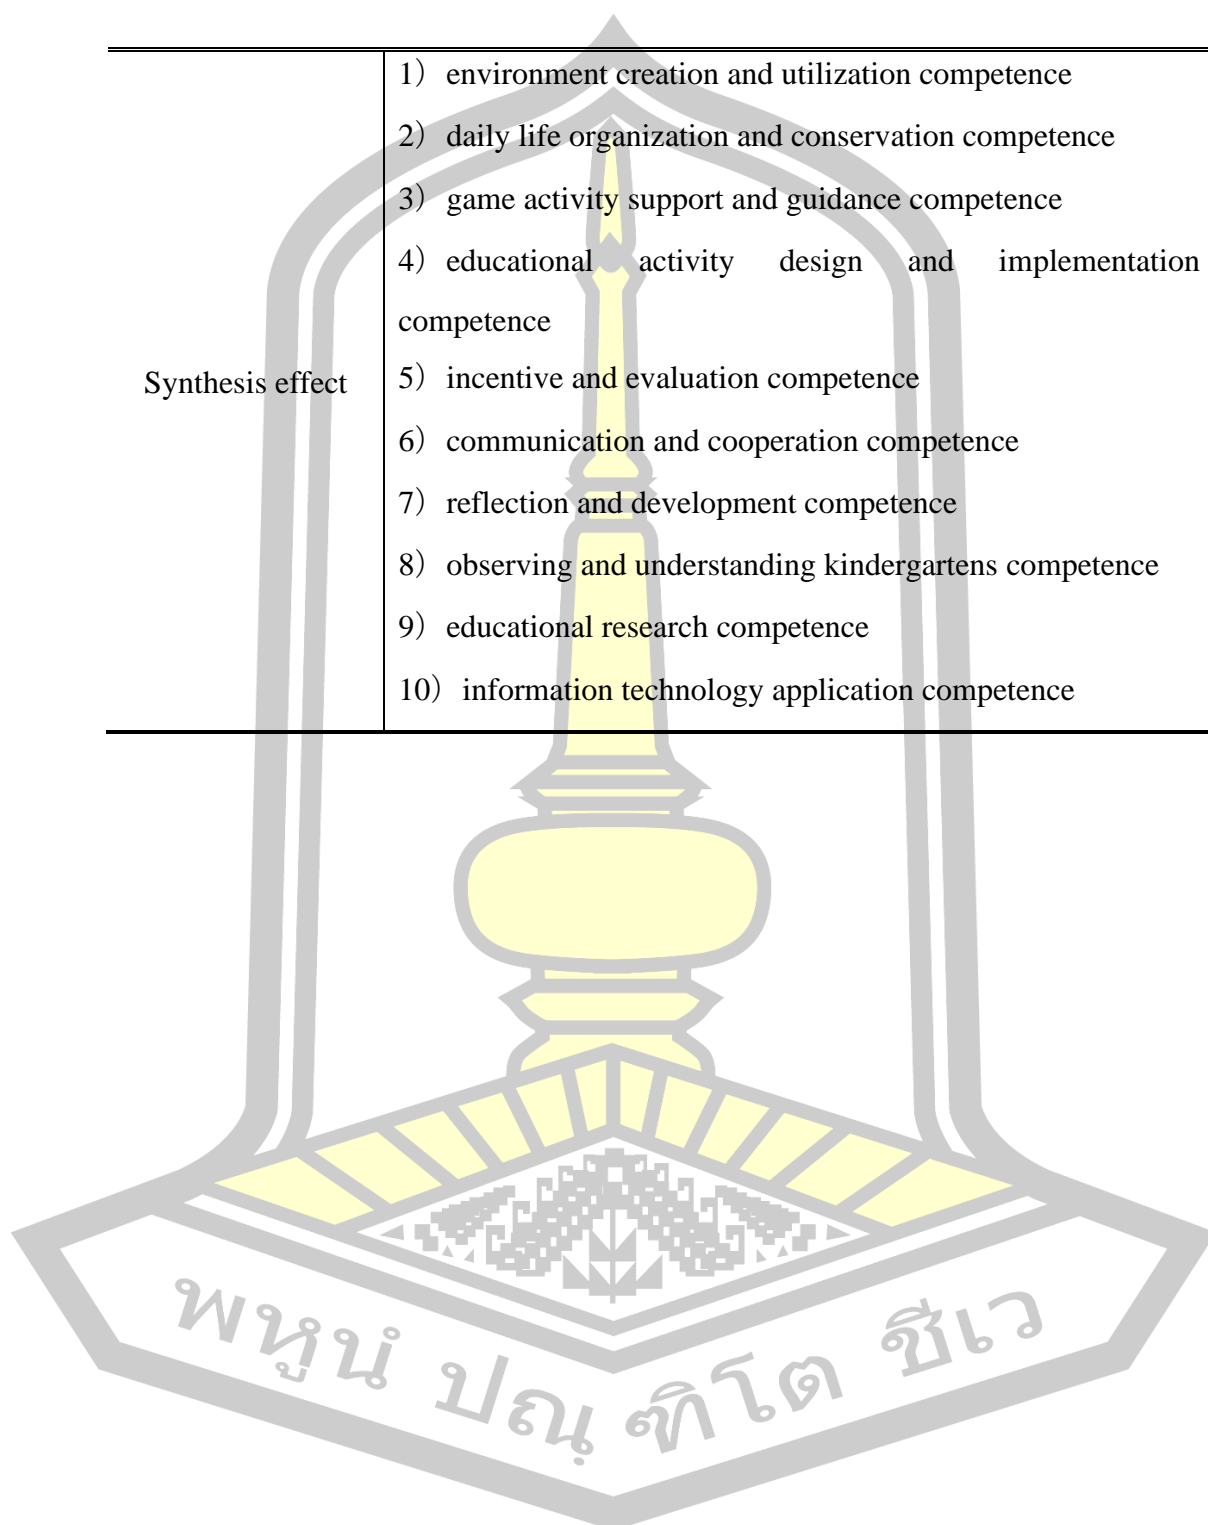 1）environment creation and utilization competence
2）daily life organization and conservation competence
3）game activity support and guidance competence
4）educational activity design and implementation
competence
Synthesis effect
5）incentive and evaluation competence
6）communication and cooperation competence
7）reflection and development competence
8）observing and understanding kindergartens competence
9）educational research competence
10）information technology application competence
พหูนํ ปณฺฑิโต ชีเว